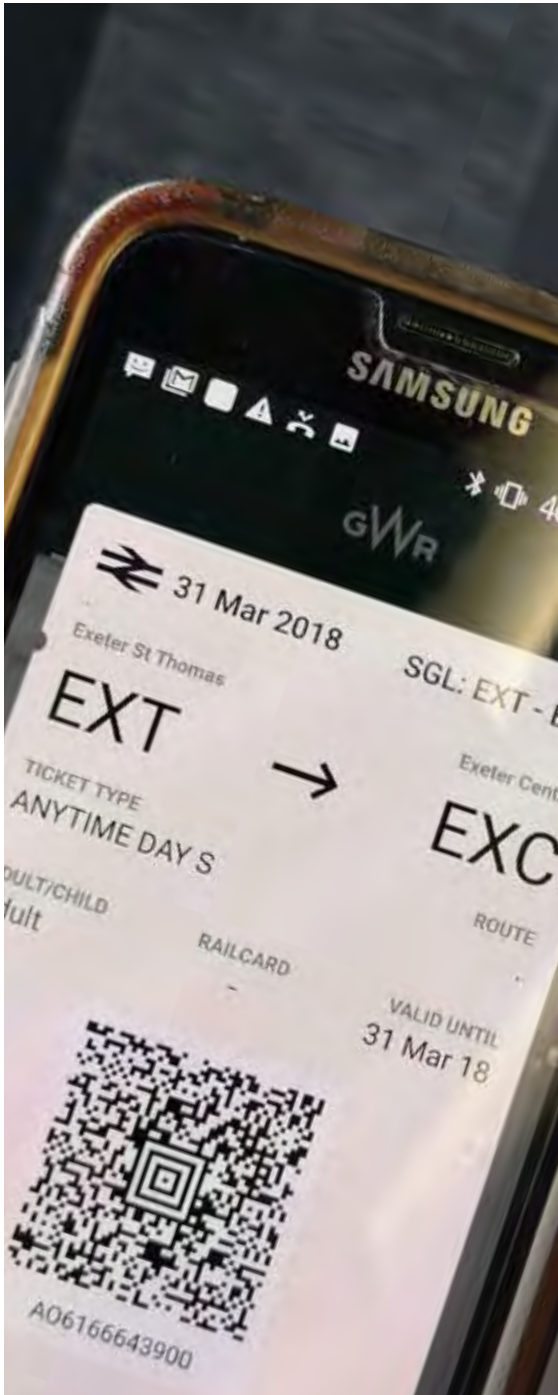 SAMSUNG
GWR
31 Mar 2018
SGL: EXT -
Exeter St Thomas
EXT
Exeter
EXC
TICKET TYPE
ANYTIME DAY S
ROUTE
RAILCARD
-
VALID UNTIL
31 Mar 18
AO6166643900